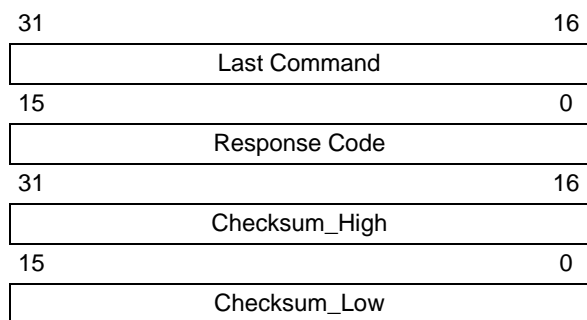 31 16
Last Command
15 0
Response Code
31 16
Checksum_High
15 0
Checksum_Low